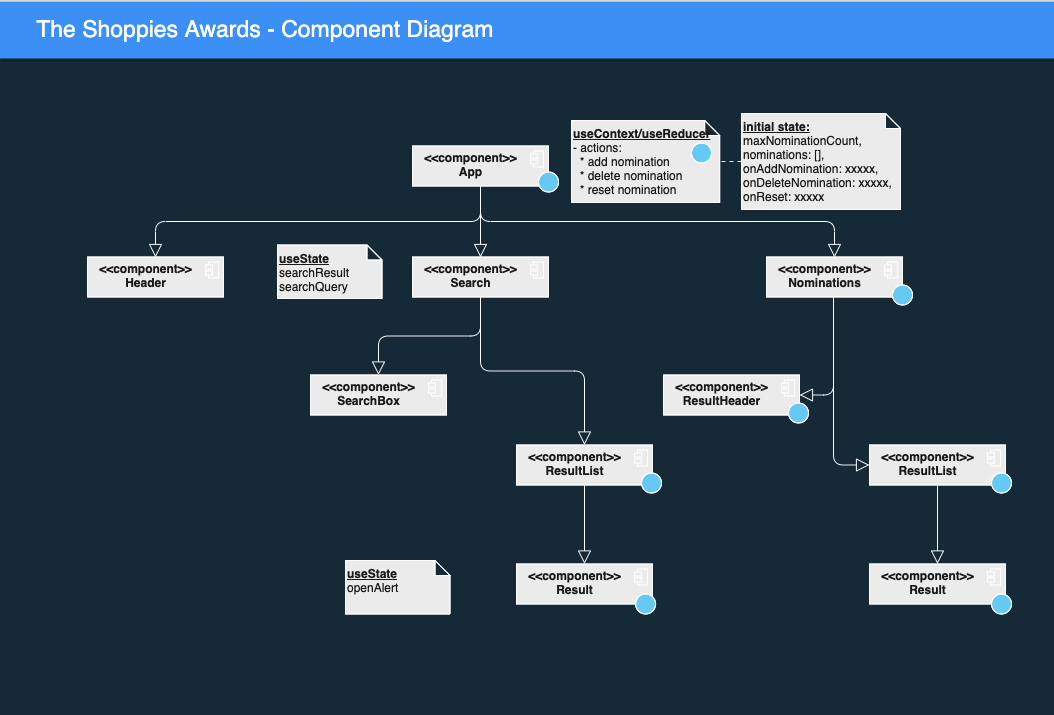 The Shoppies Awards - Component Diagram
<<component>>
App
useContext/useReducer
- actions:
* add nomination
* delete nomination
* reset nomination
initial state:
maxNominationCount,
nominations: [],
onAddNomination: xxxxx,
onDeleteNomination: xxxxx,
onReset: xxxxx
<<component>>
Header
useState
searchResult
searchQuery
<<component>>
Search
<<component>>
Nominations
<<component>>
SearchBox
<<component>>
ResultHeader
<<component>>
ResultList
<<component>>
ResultList
useState
openAlert
<<component>>
Result
<<component>>
Result